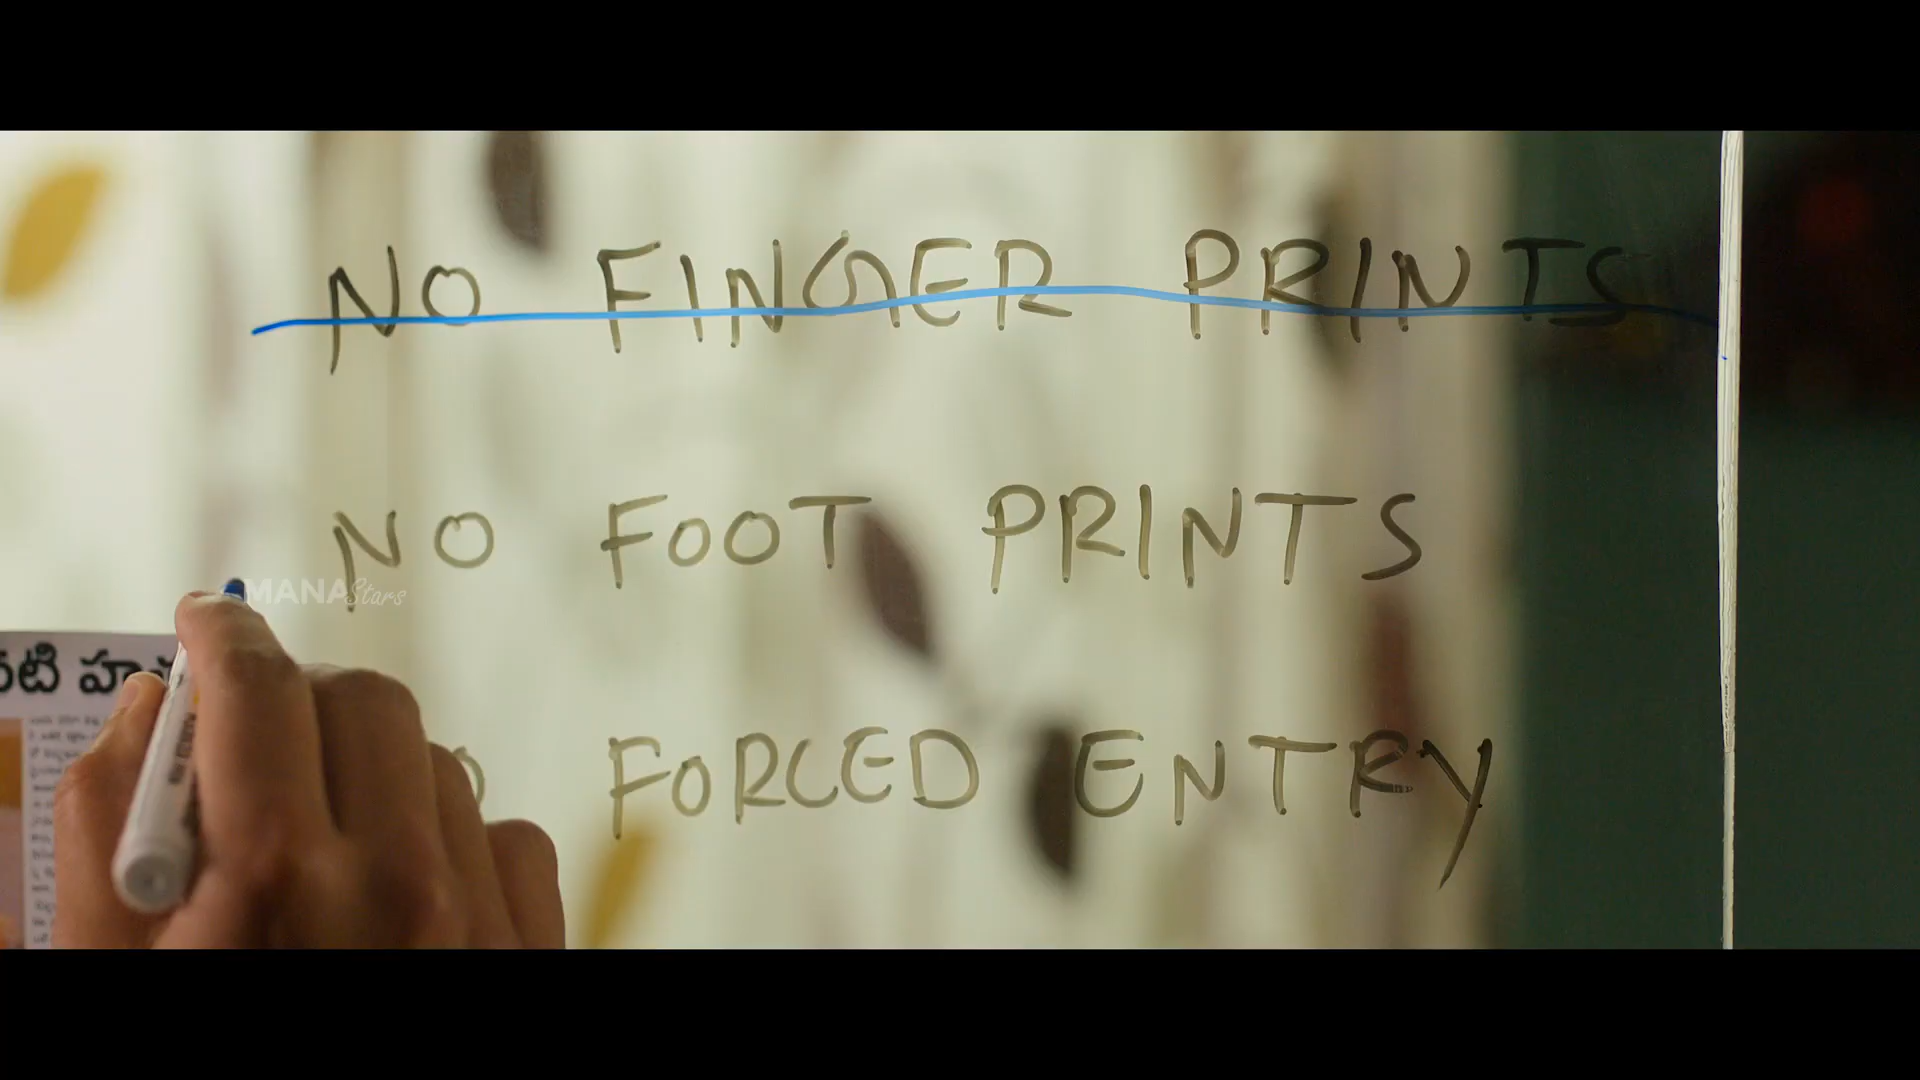 NO FINGER PRINTS
NO FOOT PRINTS
MANA Stars
FORCED ENTRY